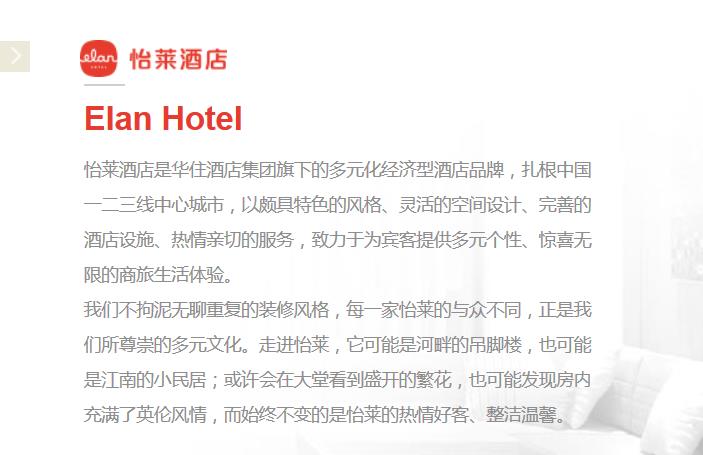 elan
HOTEL
怡莱酒店
Elan Hotel
怡莱酒店是华住酒店集团旗下的多元化经济型酒店品牌，扎根中国
一二三线中心城市，以颇具特色的风格、灵活的空间设计、完善的
酒店设施、热情亲切的服务，致力于为宾客提供多元个性、惊喜无
限的商旅生活体验。
我们不拘泥无聊重复的装修风格，每一家怡莱的与众不同，正是我
们所尊崇的多元文化。走进怡莱，它可能是河畔的吊脚楼，也可能
是江南的小民居；或许会在大堂看到盛开的繁花，也可能发现房内
充满了英伦风情，而始终不变的是怡莱的热情好客、整洁温馨。